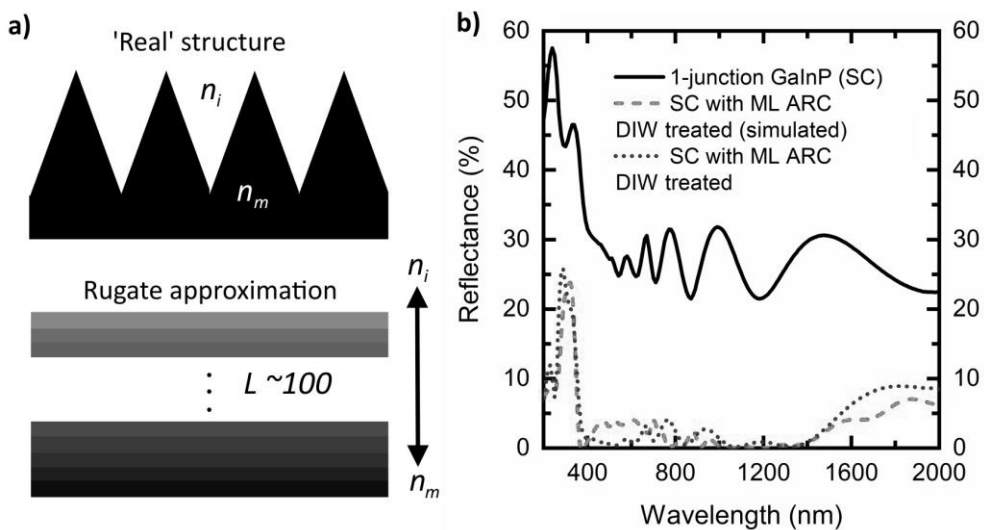 a)
'Real' structure
n_i
n_m
Rugate approximation
L ~100
n_i
n_m
b)
Reflectance (%)
60
50
40
30
20
10
0
1-junction GaInP (SC)
SC with ML ARC
DIW treated (simulated)
SC with ML ARC
DIW treated
60
50
40
30
20
10
0
400 800 1200 1600 2000
Wavelength (nm)